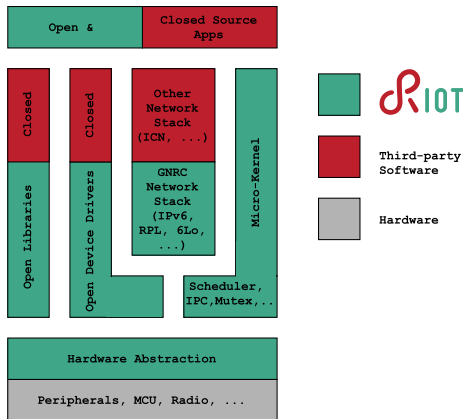 Open &
Closed Source
Apps
Closed
Open Libraries
Closed
Open Device Drivers
Other
Network
Stack
(ICN, ...)
GNRC
Network
Stack
(IPv6,
RPL, 6Lo,
...)
Micro-Kernel
Scheduler,
IPC,Mutex,..
Hardware Abstraction
Peripherals, MCU, Radio, ...
RIOT
Third-party
Software
Hardware